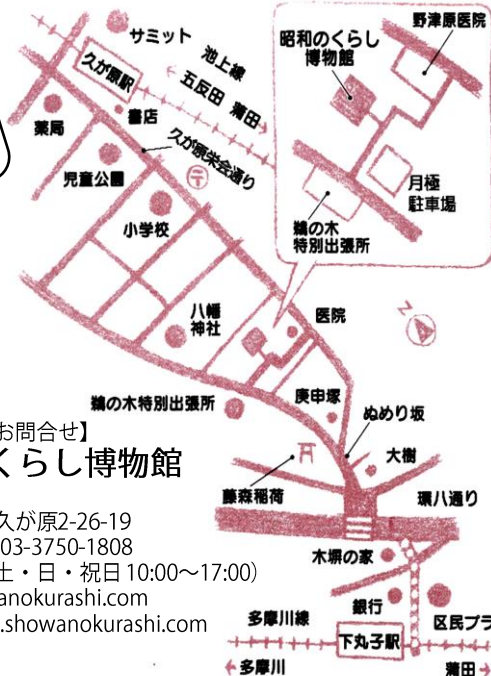 サミット
池上線
久が原駅
← 五反田 蒲田 →
薬局
書店
久が原栄会通り
児童公園
〒
小学校
八幡
神社
医院
鵜の木特別出張所
庚申塚
ぬめり坂
大樹
藤森稲荷
環八通り
木塀の家
銀行
区民プラ
多摩川線
下丸子駅
←多摩川
蒲田→
野津原医院
昭和のくらし
博物館
月極
駐車場
鵜の木
特別出張所
N
お問合せ】
くらし博物館
久が原2-26-19
03-3750-1808
土・日・祝日10:00～17:00）
anokurashi.com
.showanokurashi.com